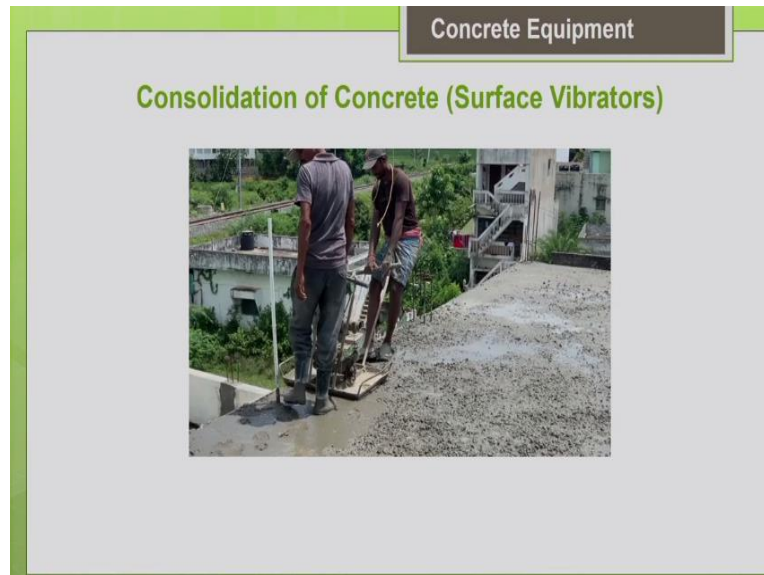 Concrete Equipment
Consolidation of Concrete (Surface Vibrators)